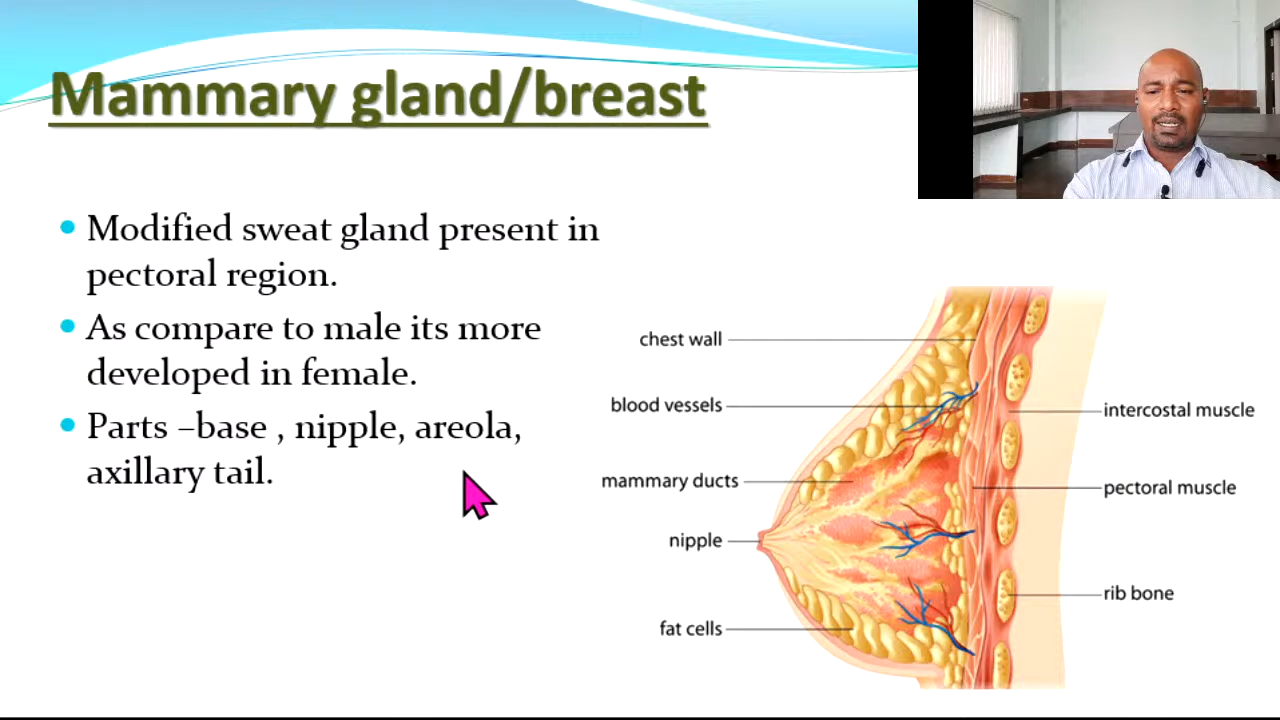 Mammary gland/breast
Modified sweat gland present in
pectoral region.
As compare to male its more
developed in female.
Parts –base , nipple, areola,
axillary tail.
chest wall
blood vessels
mammary ducts
nipple
fat cells
intercostal muscle
pectoral muscle
rib bone